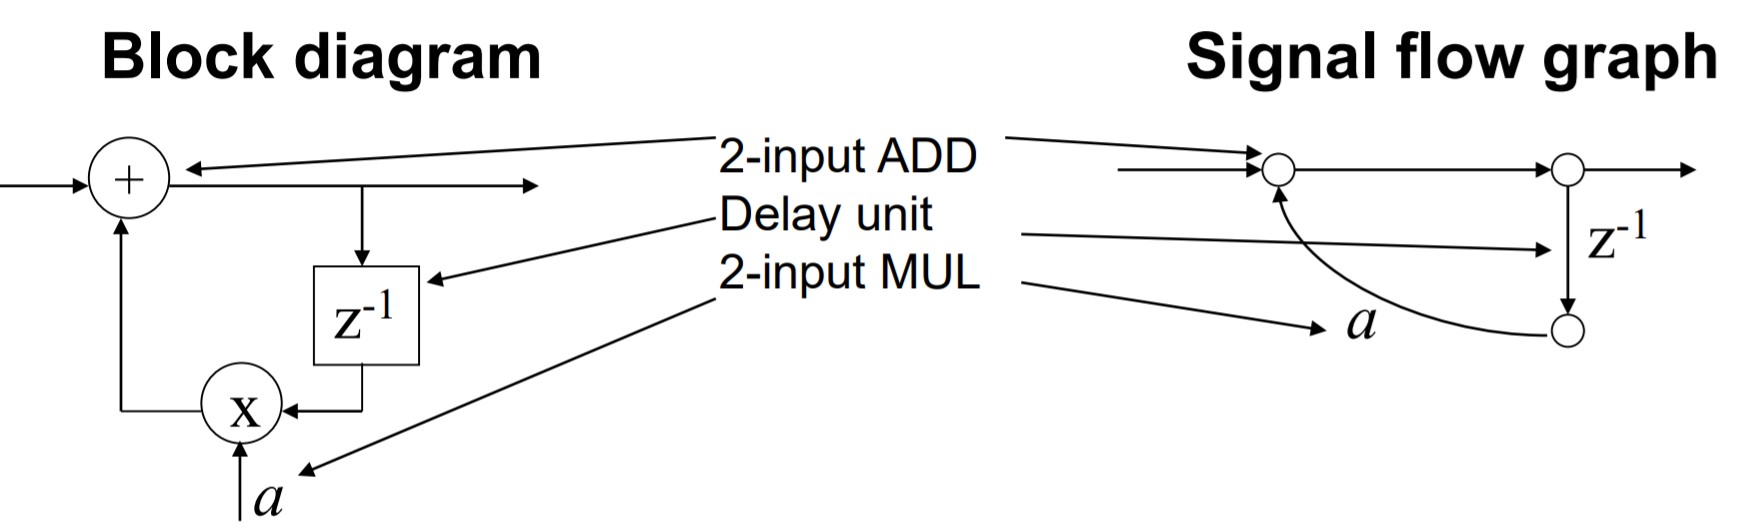 Block diagram
Signal flow graph
+
2-input ADD
Delay unit
2-input MUL
z⁻¹
x
a
z⁻¹
a